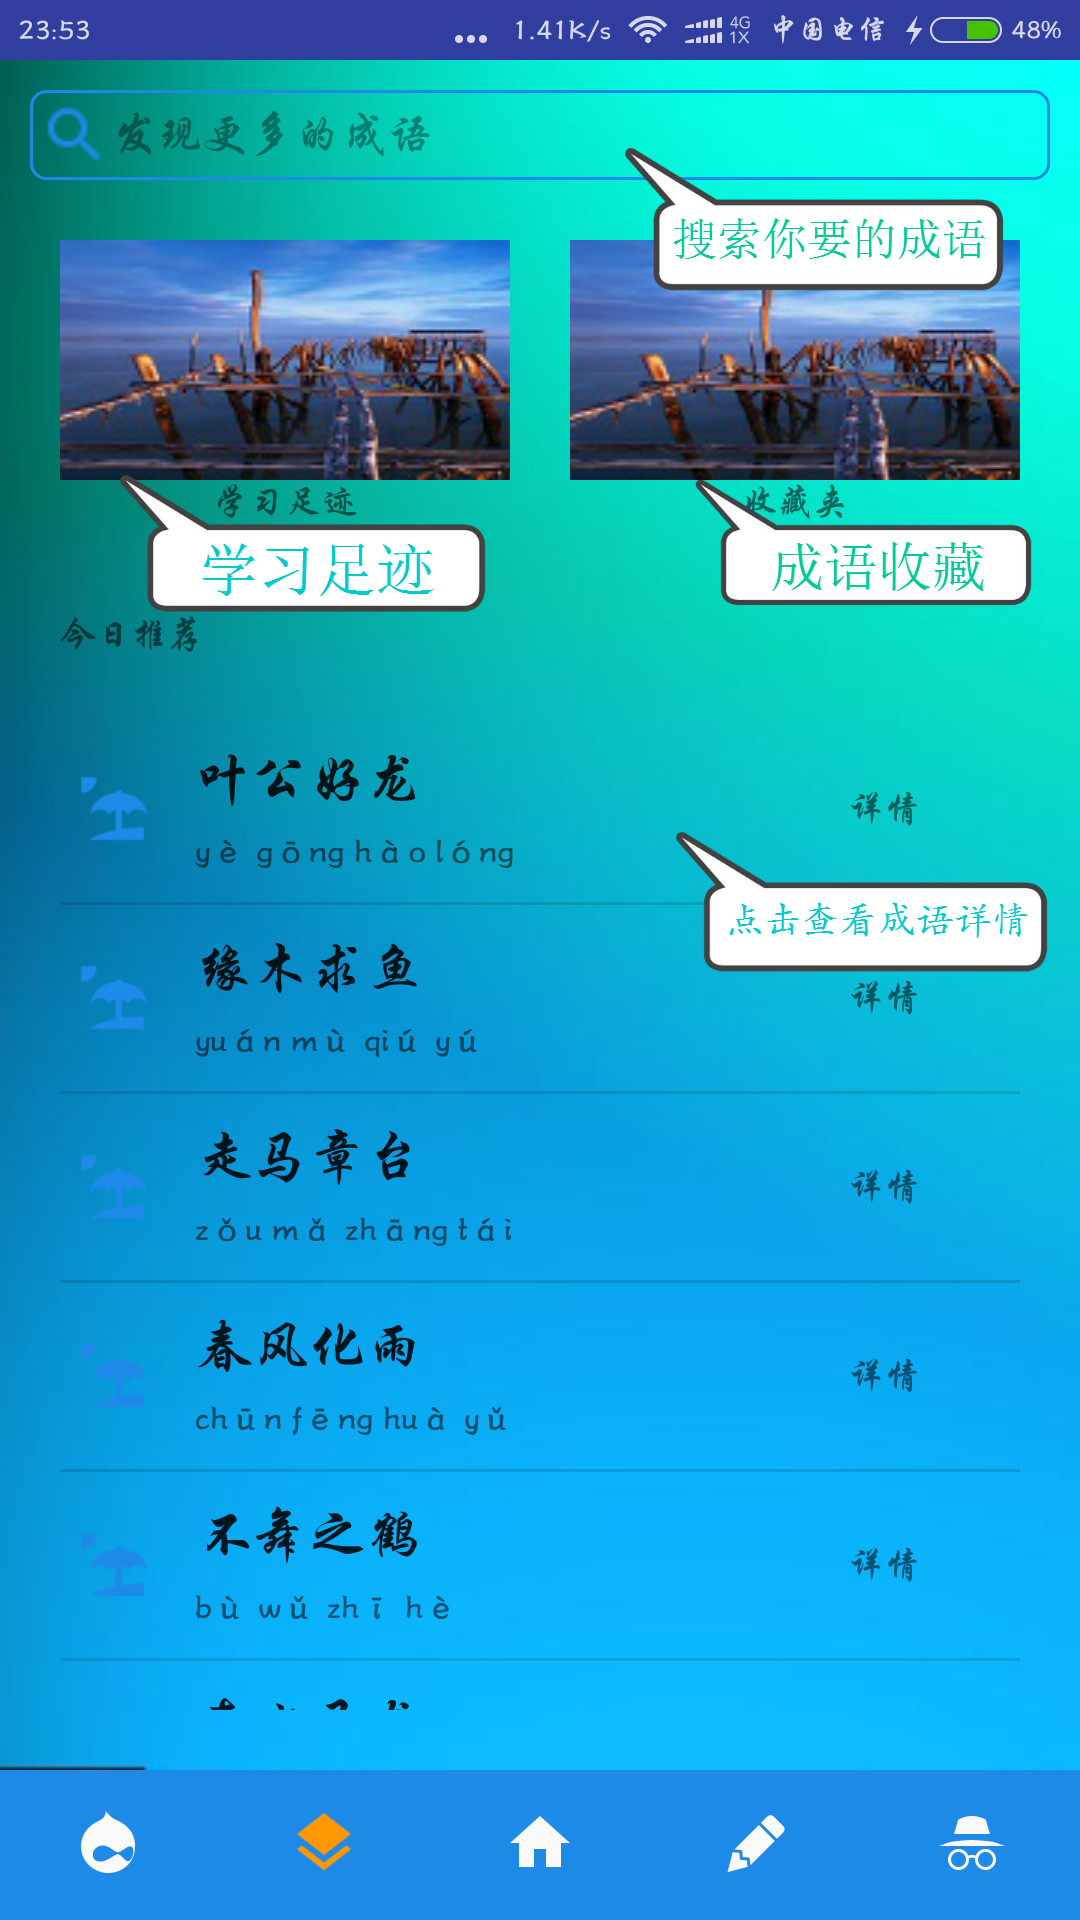 23:53 ... 1.41K/s 4G 1X 中国电信 48%
发现更多的成语
搜索你要的成语
学习足迹
收藏夹
学习足迹
成语收藏
今日推荐
叶公好龙
yè gōng hào lóng
详情
点击查看成语详情
缘木求鱼
yuán mù qiú yú
详情
走马章台
zǒu mǎ zhāng tái
详情
春风化雨
chūn fēng huà yǔ
详情
不舞之鹤
bù wǔ zhī hè
详情